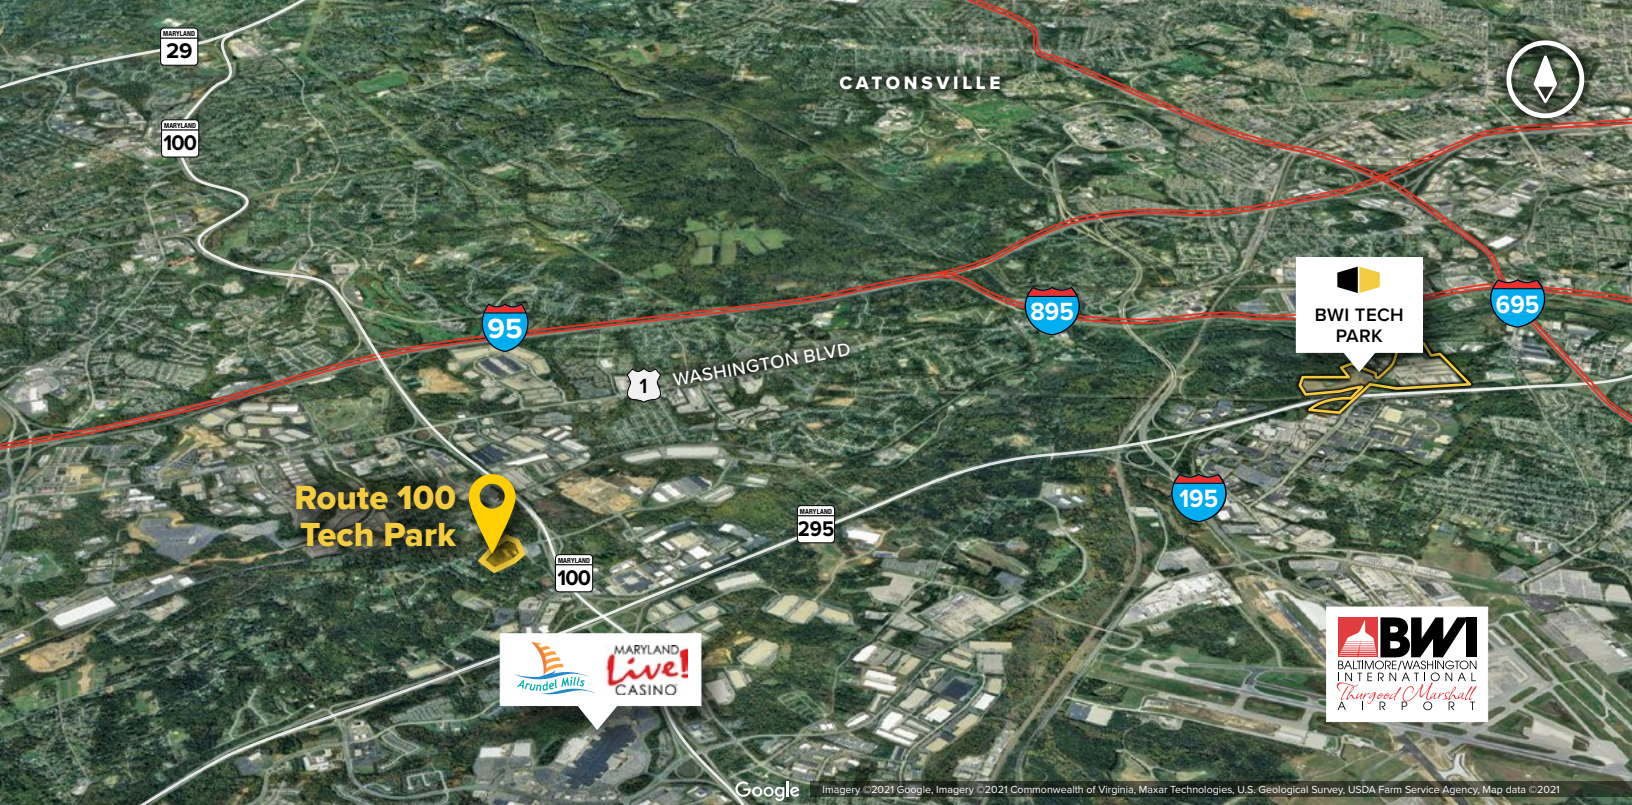 MARYLAND
29
CATONSVILLE
MARYLAND
100
BWI TECH
PARK
95
895
695
1
WASHINGTON BLVD
Route 100
Tech Park
195
MARYLAND
295
MARYLAND
100
Arundel Mills
MARYLAND
Live!
CASINO
BWI
BALTIMORE/WASHINGTON
INTERNATIONAL
Thurgood Marshall
AIRPORT
Google
Imagery ©2021 Google, Imagery ©2021 Commonwealth of Virginia, Maxar Technologies, U.S. Geological Survey, USDA Farm Service Agency, Map data ©2021